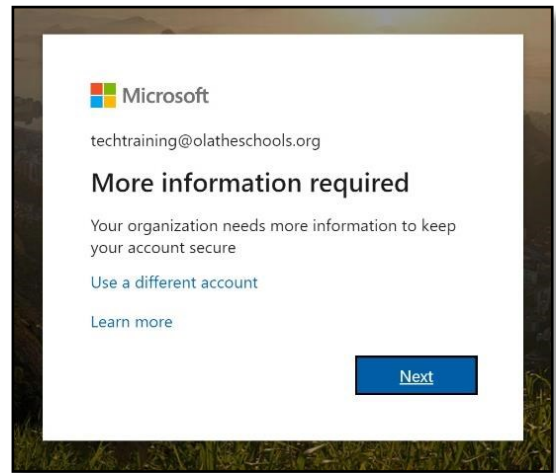 Microsoft
techtraining@olatheschools.org
More information required
Your organization needs more information to keep
your account secure
Use a different account
Learn more
Next